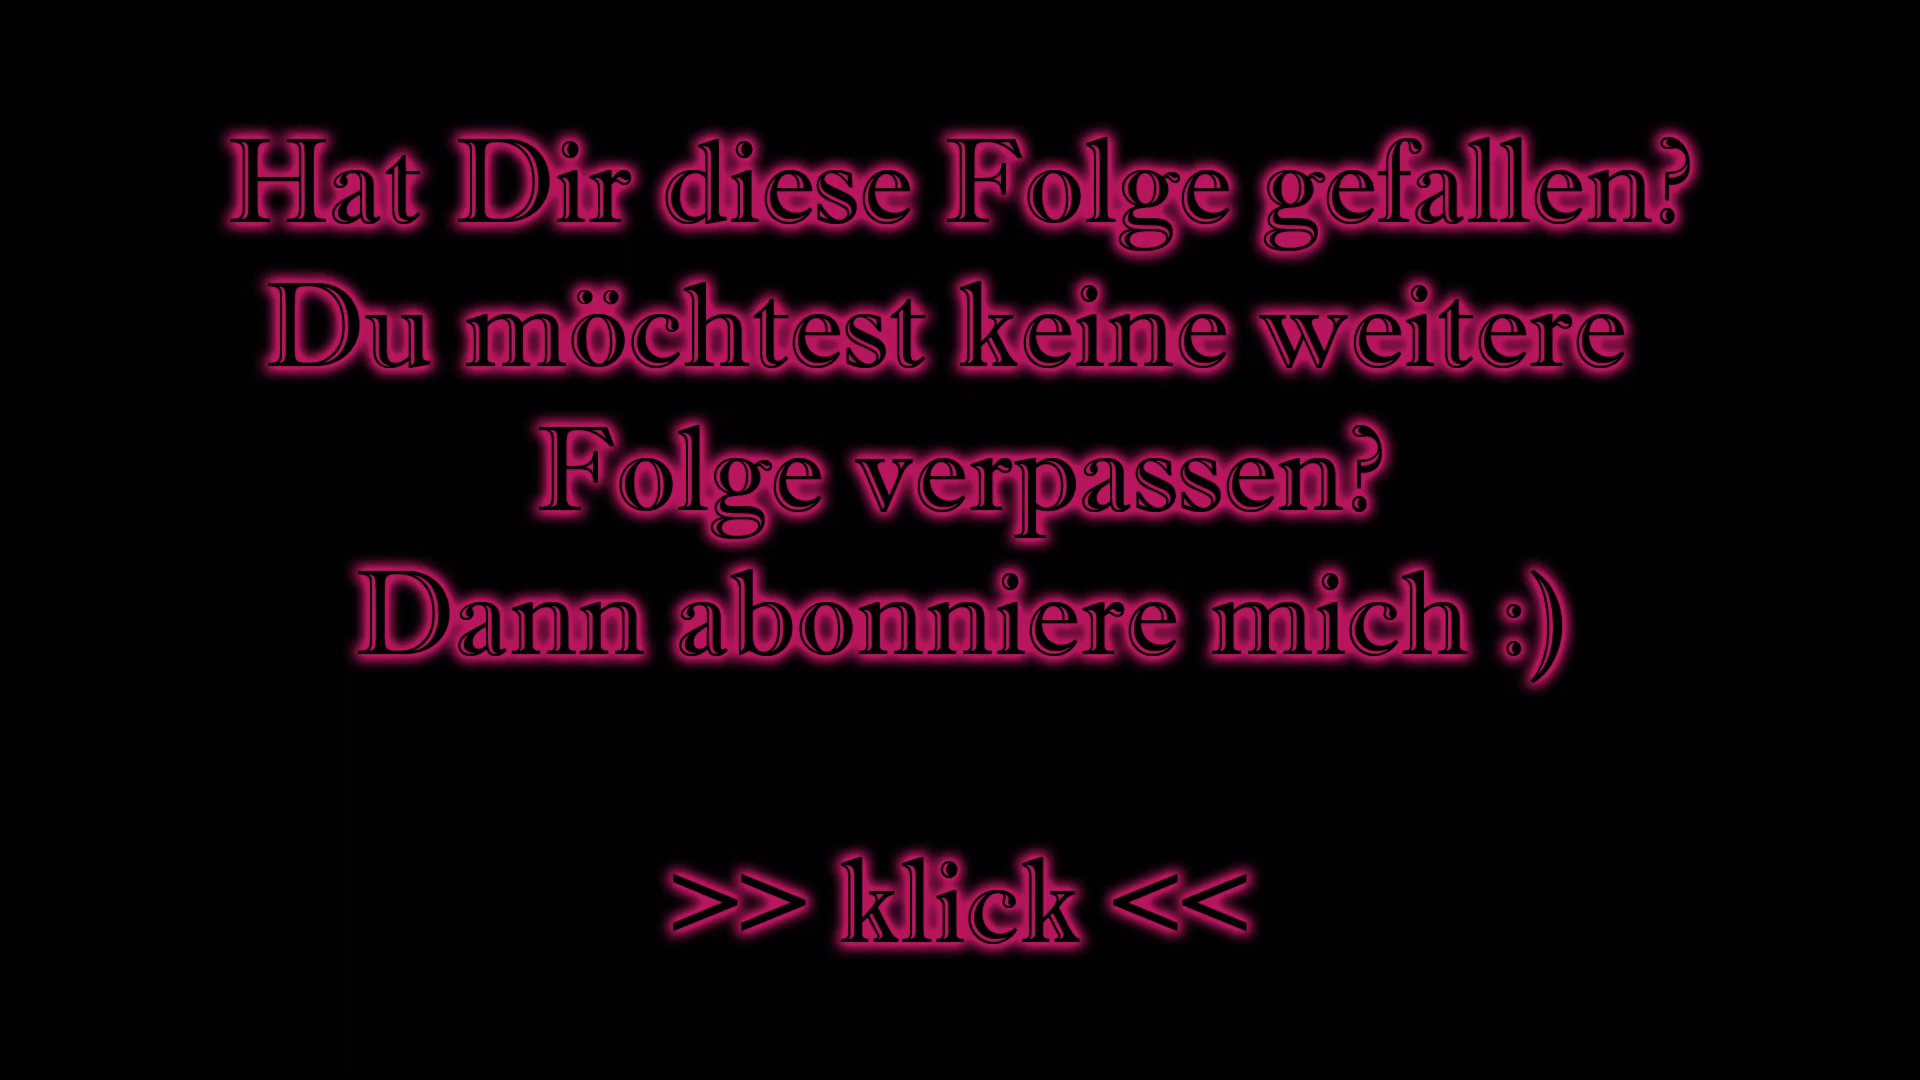 Hat Dir diese Folge gefallen?
Du möchtest keine weitere
Folge verpassen?
Dann abonniere mich :)
>> klick <<